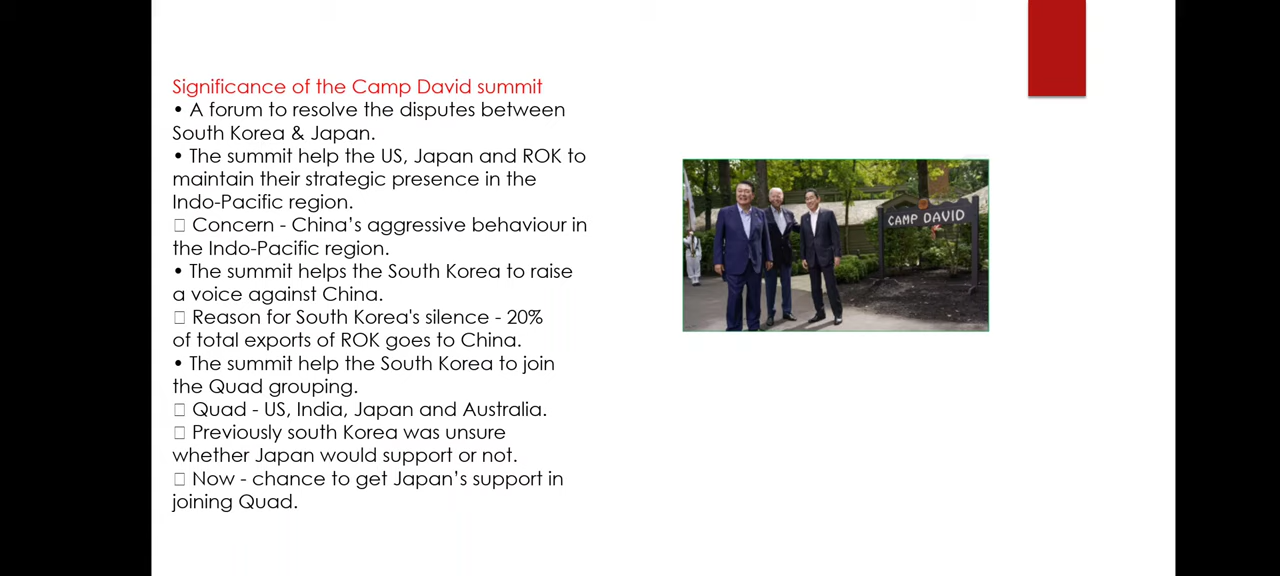 Significance of the Camp David summit
• A forum to resolve the disputes between
South Korea & Japan.
• The summit help the US, Japan and ROK to
maintain their strategic presence in the
Indo-Pacific region.
□ Concern - China’s aggressive behaviour in
the Indo-Pacific region.
• The summit helps the South Korea to raise
a voice against China.
□ Reason for South Korea's silence - 20%
of total exports of ROK goes to China.
• The summit help the South Korea to join
the Quad grouping.
□ Quad - US, India, Japan and Australia.
□ Previously south Korea was unsure
whether Japan would support or not.
□ Now - chance to get Japan’s support in
joining Quad.
CAMP DAVID